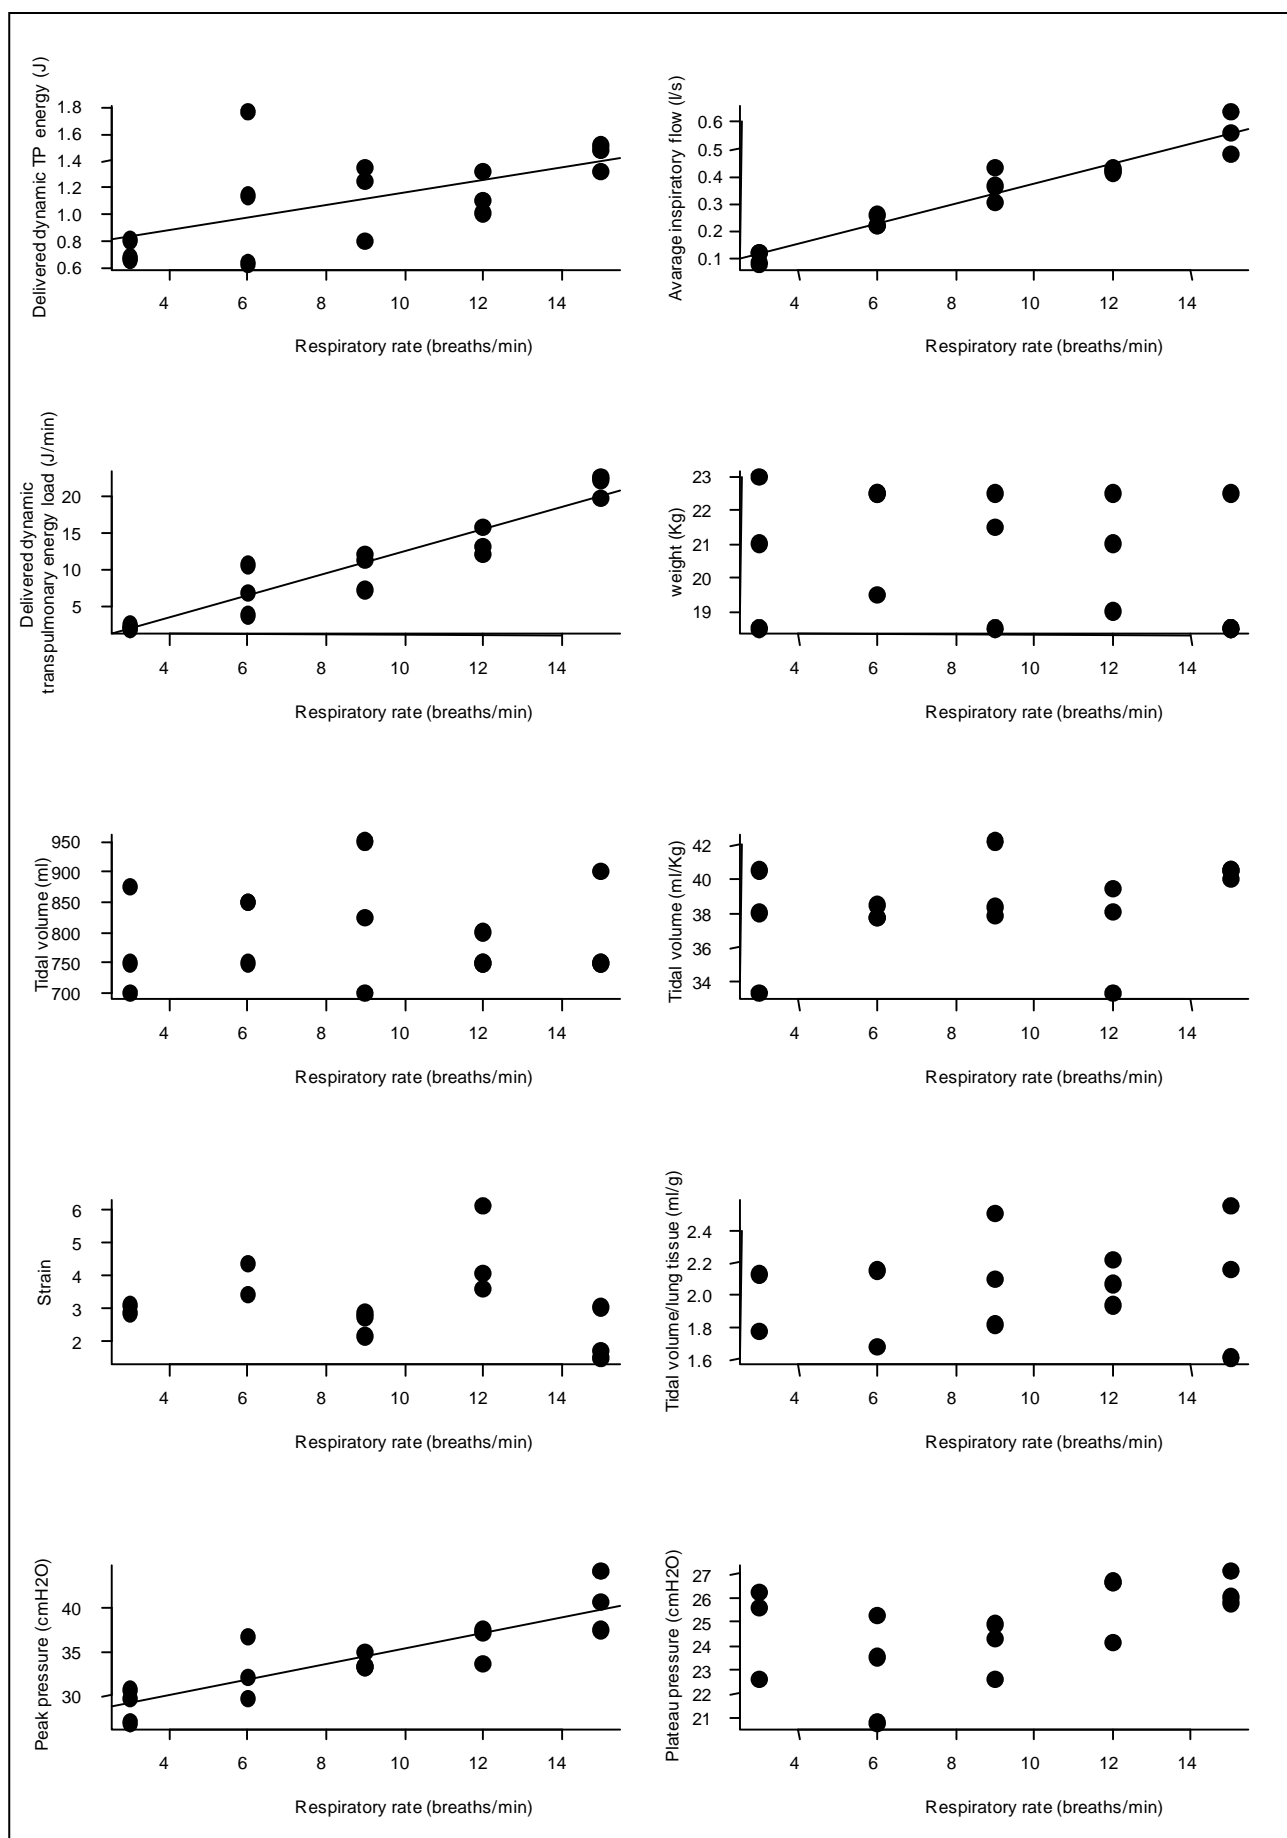 Delivered dynamic TP energy (J)
1.8
1.6
1.4
1.2
1.0
0.8
0.6
4 6 8 10 12 14
Respiratory rate (breaths/min)
Avarage inspiratory flow (l/s)
0.6
0.5
0.4
0.3
0.2
0.1
4 6 8 10 12 14
Respiratory rate (breaths/min)
Delivered dynamic
transpulmonary energy load (J/min)
20
15
10
5
4 6 8 10 12 14
Respiratory rate (breaths/min)
weight (Kg)
23
22
21
20
19
4 6 8 10 12 14
Respiratory rate (breaths/min)
Tidal volume (ml)
950
900
850
800
750
700
4 6 8 10 12 14
Respiratory rate (breaths/min)
Tidal volume (ml/Kg)
42
40
38
36
34
4 6 8 10 12 14
Respiratory rate (breaths/min)
Strain
6
5
4
3
2
4 6 8 10 12 14
Respiratory rate (breaths/min)
Tidal volume/lung tissue (ml/g)
2.4
2.2
2.0
1.8
1.6
4 6 8 10 12 14
Respiratory rate (breaths/min)
Peak pressure (cmH2O)
40
35
30
4 6 8 10 12 14
Respiratory rate (breaths/min)
Plateau pressure (cmH2O)
27
26
25
24
23
22
21
4 6 8 10 12 14
Respiratory rate (breaths/min)